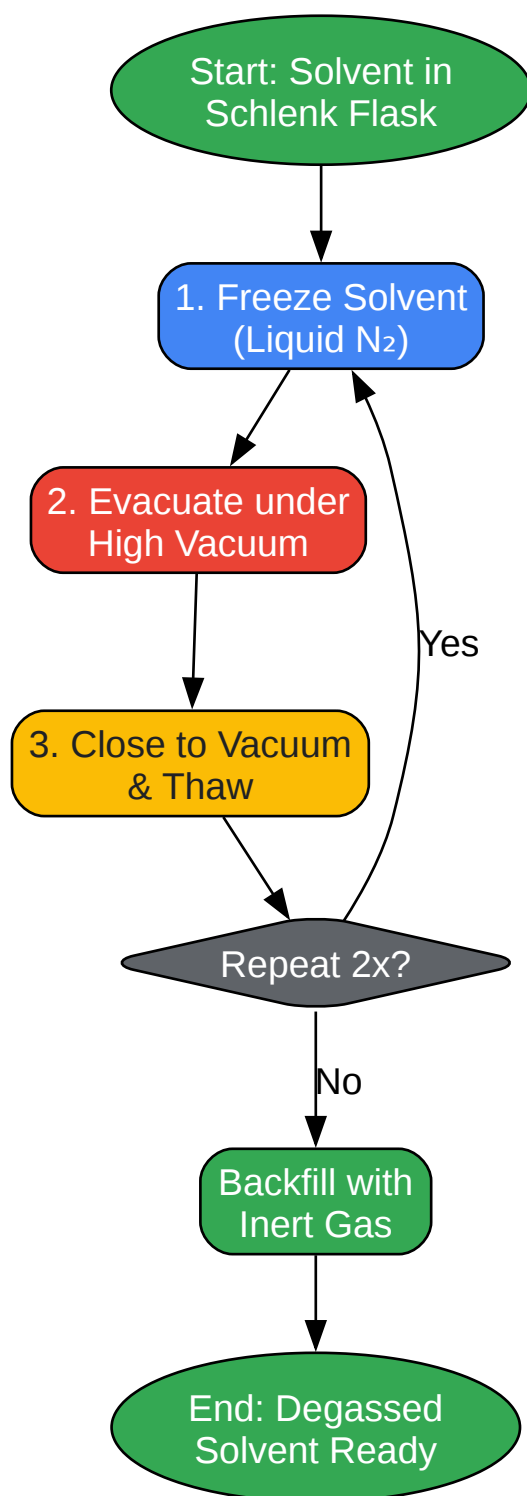 Start: Solvent in
Schlenk Flask
1. Freeze Solvent
(Liquid N₂)
2. Evacuate under
High Vacuum
Yes
3. Close to Vacuum
& Thaw
Repeat 2x?
No
Backfill with
Inert Gas
End: Degassed
Solvent Ready